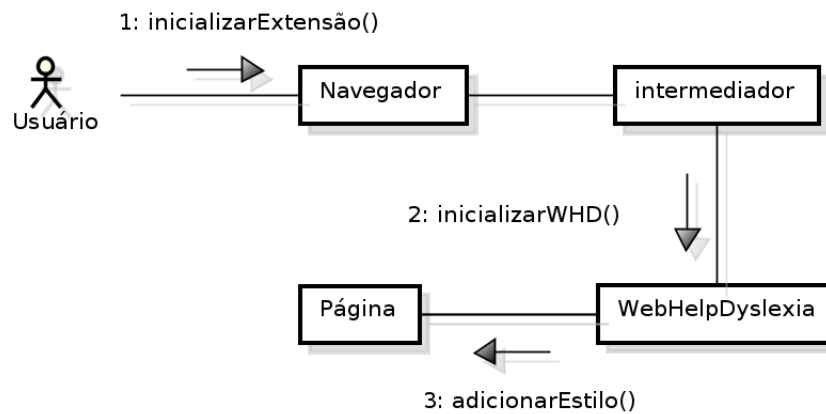 1: inicializarExtensão()
Navegador
intermediador
Usuário
2: inicializarWHD()
Página
WebHelpDyslexia
3: adicionarEstilo()